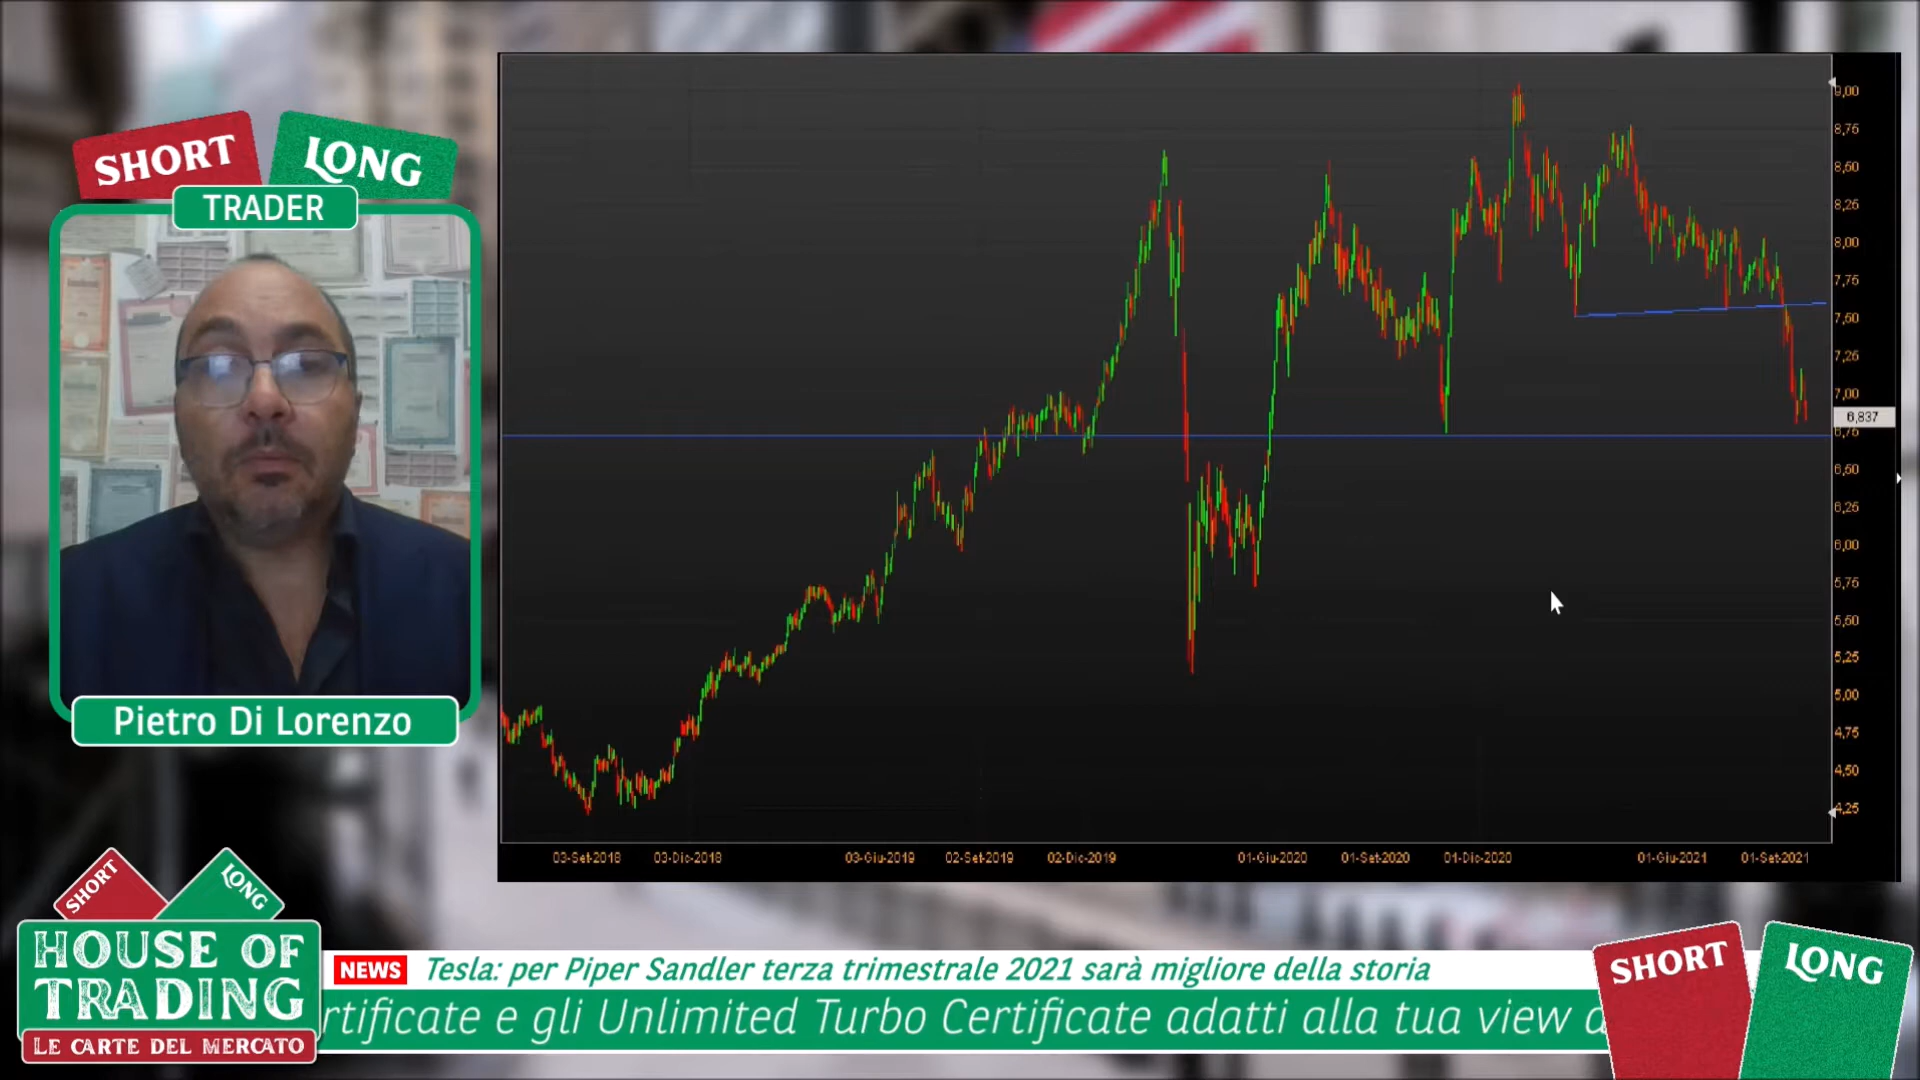 SHORT
LONG
TRADER
Pietro Di Lorenzo
9,00
8,75
8,50
8,25
8,00
7,75
7,50
7,25
7,00
6,837
6,75
6,50
6,25
6,00
5,75
5,50
5,25
5,00
4,75
4,50
4,25
03-Set-2018
03-Dic-2018
03-Giu-2019
02-Set-2019
02-Dic-2019
01-Giu-2020
01-Set-2020
01-Dic-2020
01-Giu-2021
01-Set-2021
SHORT
LONG
HOUSE OF
TRADING
LE CARTE DEL MERCATO
NEWS Tesla: per Piper Sandler terza trimestrale 2021 sarà migliore della storia
rtificate e gli Unlimited Turbo Certificate adatti alla tua view
SHORT
LONG